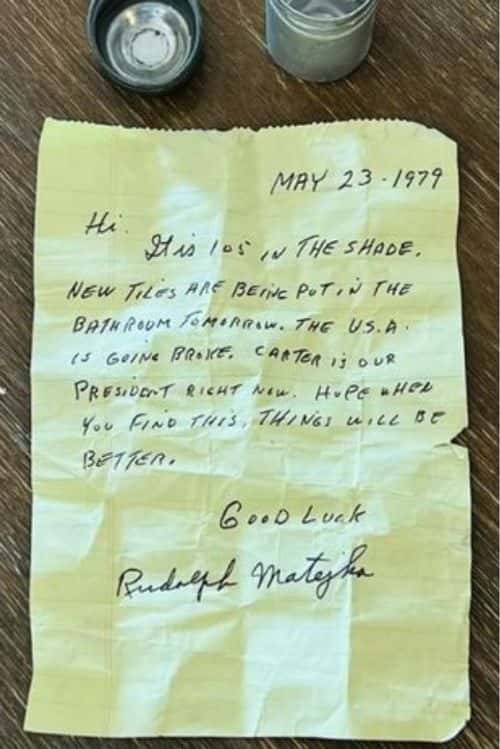 MAY 23-1979
Hi.
It is 105 in THE SHADE.
NEW TILES ARE BEING PUT IN THE
BATHROOM TOMORROW. THE U.S.A.
IS GOING BROKE. CARTER IS OUR
PRESIDENT RIGHT NOW. HOPE WHEN
YOU FIND THIS, THINGS WILL BE
BETTER.
GOOD LUCK
Rudolph Matejka